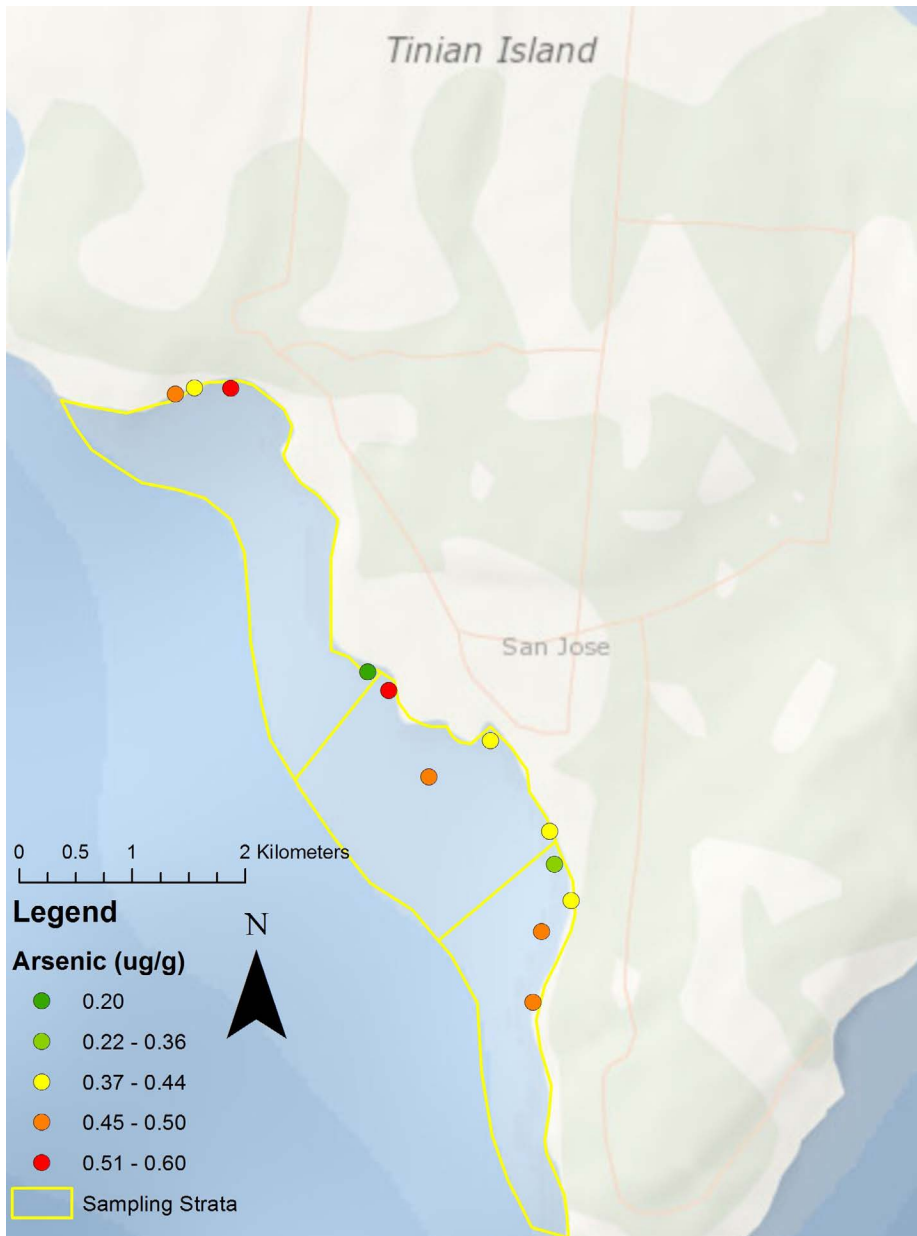 Tinian Island
San Jose
0 0.5 1 2 Kilometers
Legend
N
Arsenic (ug/g)
0.20
0.22 - 0.36
0.37 - 0.44
0.45 - 0.50
0.51 - 0.60
Sampling Strata